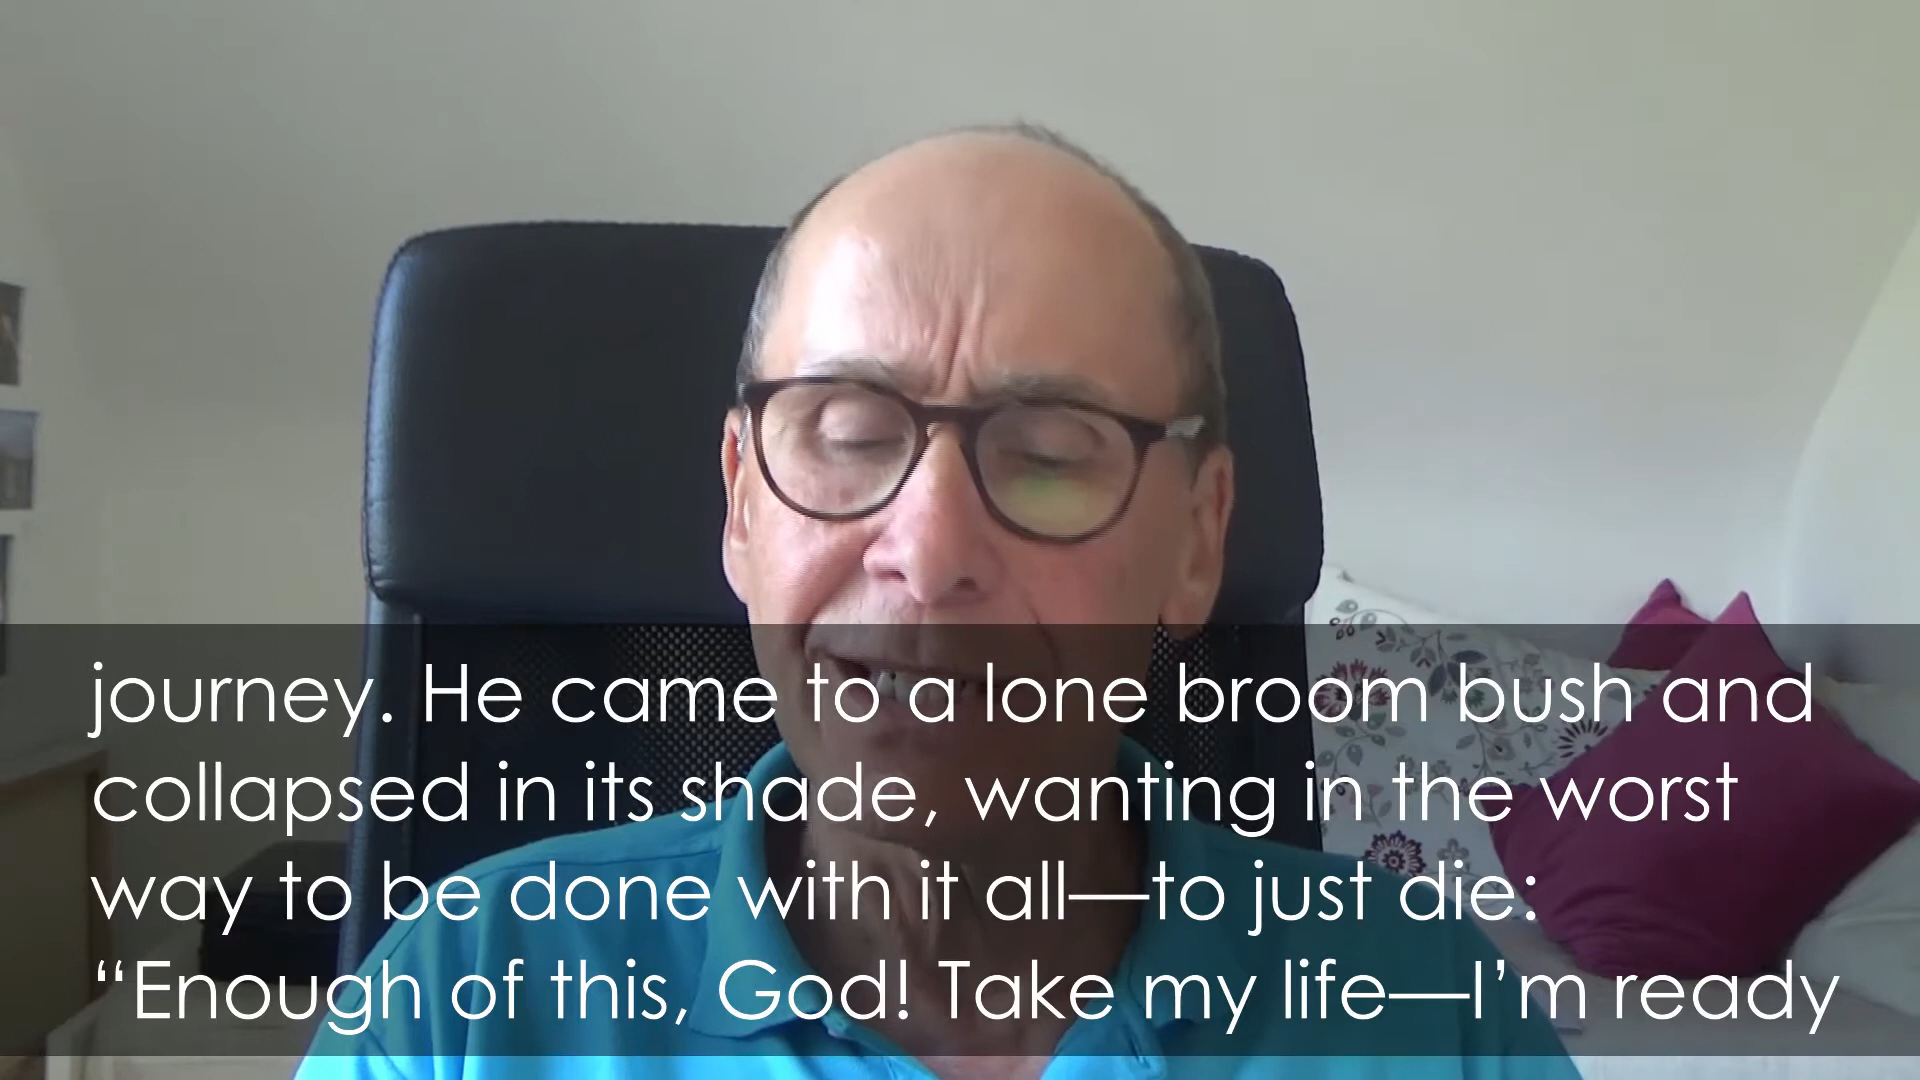 journey. He came to a lone broom bush and
collapsed in its shade, wanting in the worst
way to be done with it all—to just die:
“Enough of this, God! Take my life—I’m ready